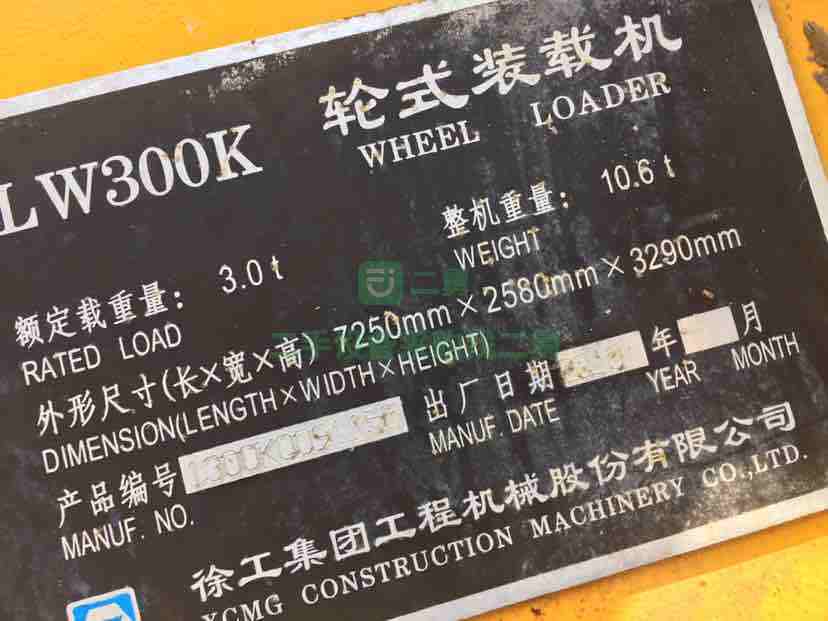 LW300K 轮式装载机
WHEEL LOADER
额定载重量: 3.0 t 整机重量: 10.6 t
RATED LOAD WEIGHT
外形尺寸(长×宽×高) 7250mm×2580mm×3290mm
DIMENSION(LENGTH×WIDTH×HEIGHT)
产品编号 出厂日期 年 月
MANUF. NO. MANUF. DATE YEAR MONTH
徐工集团工程机械股份有限公司
XCMG CONSTRUCTION MACHINERY CO.,LTD.